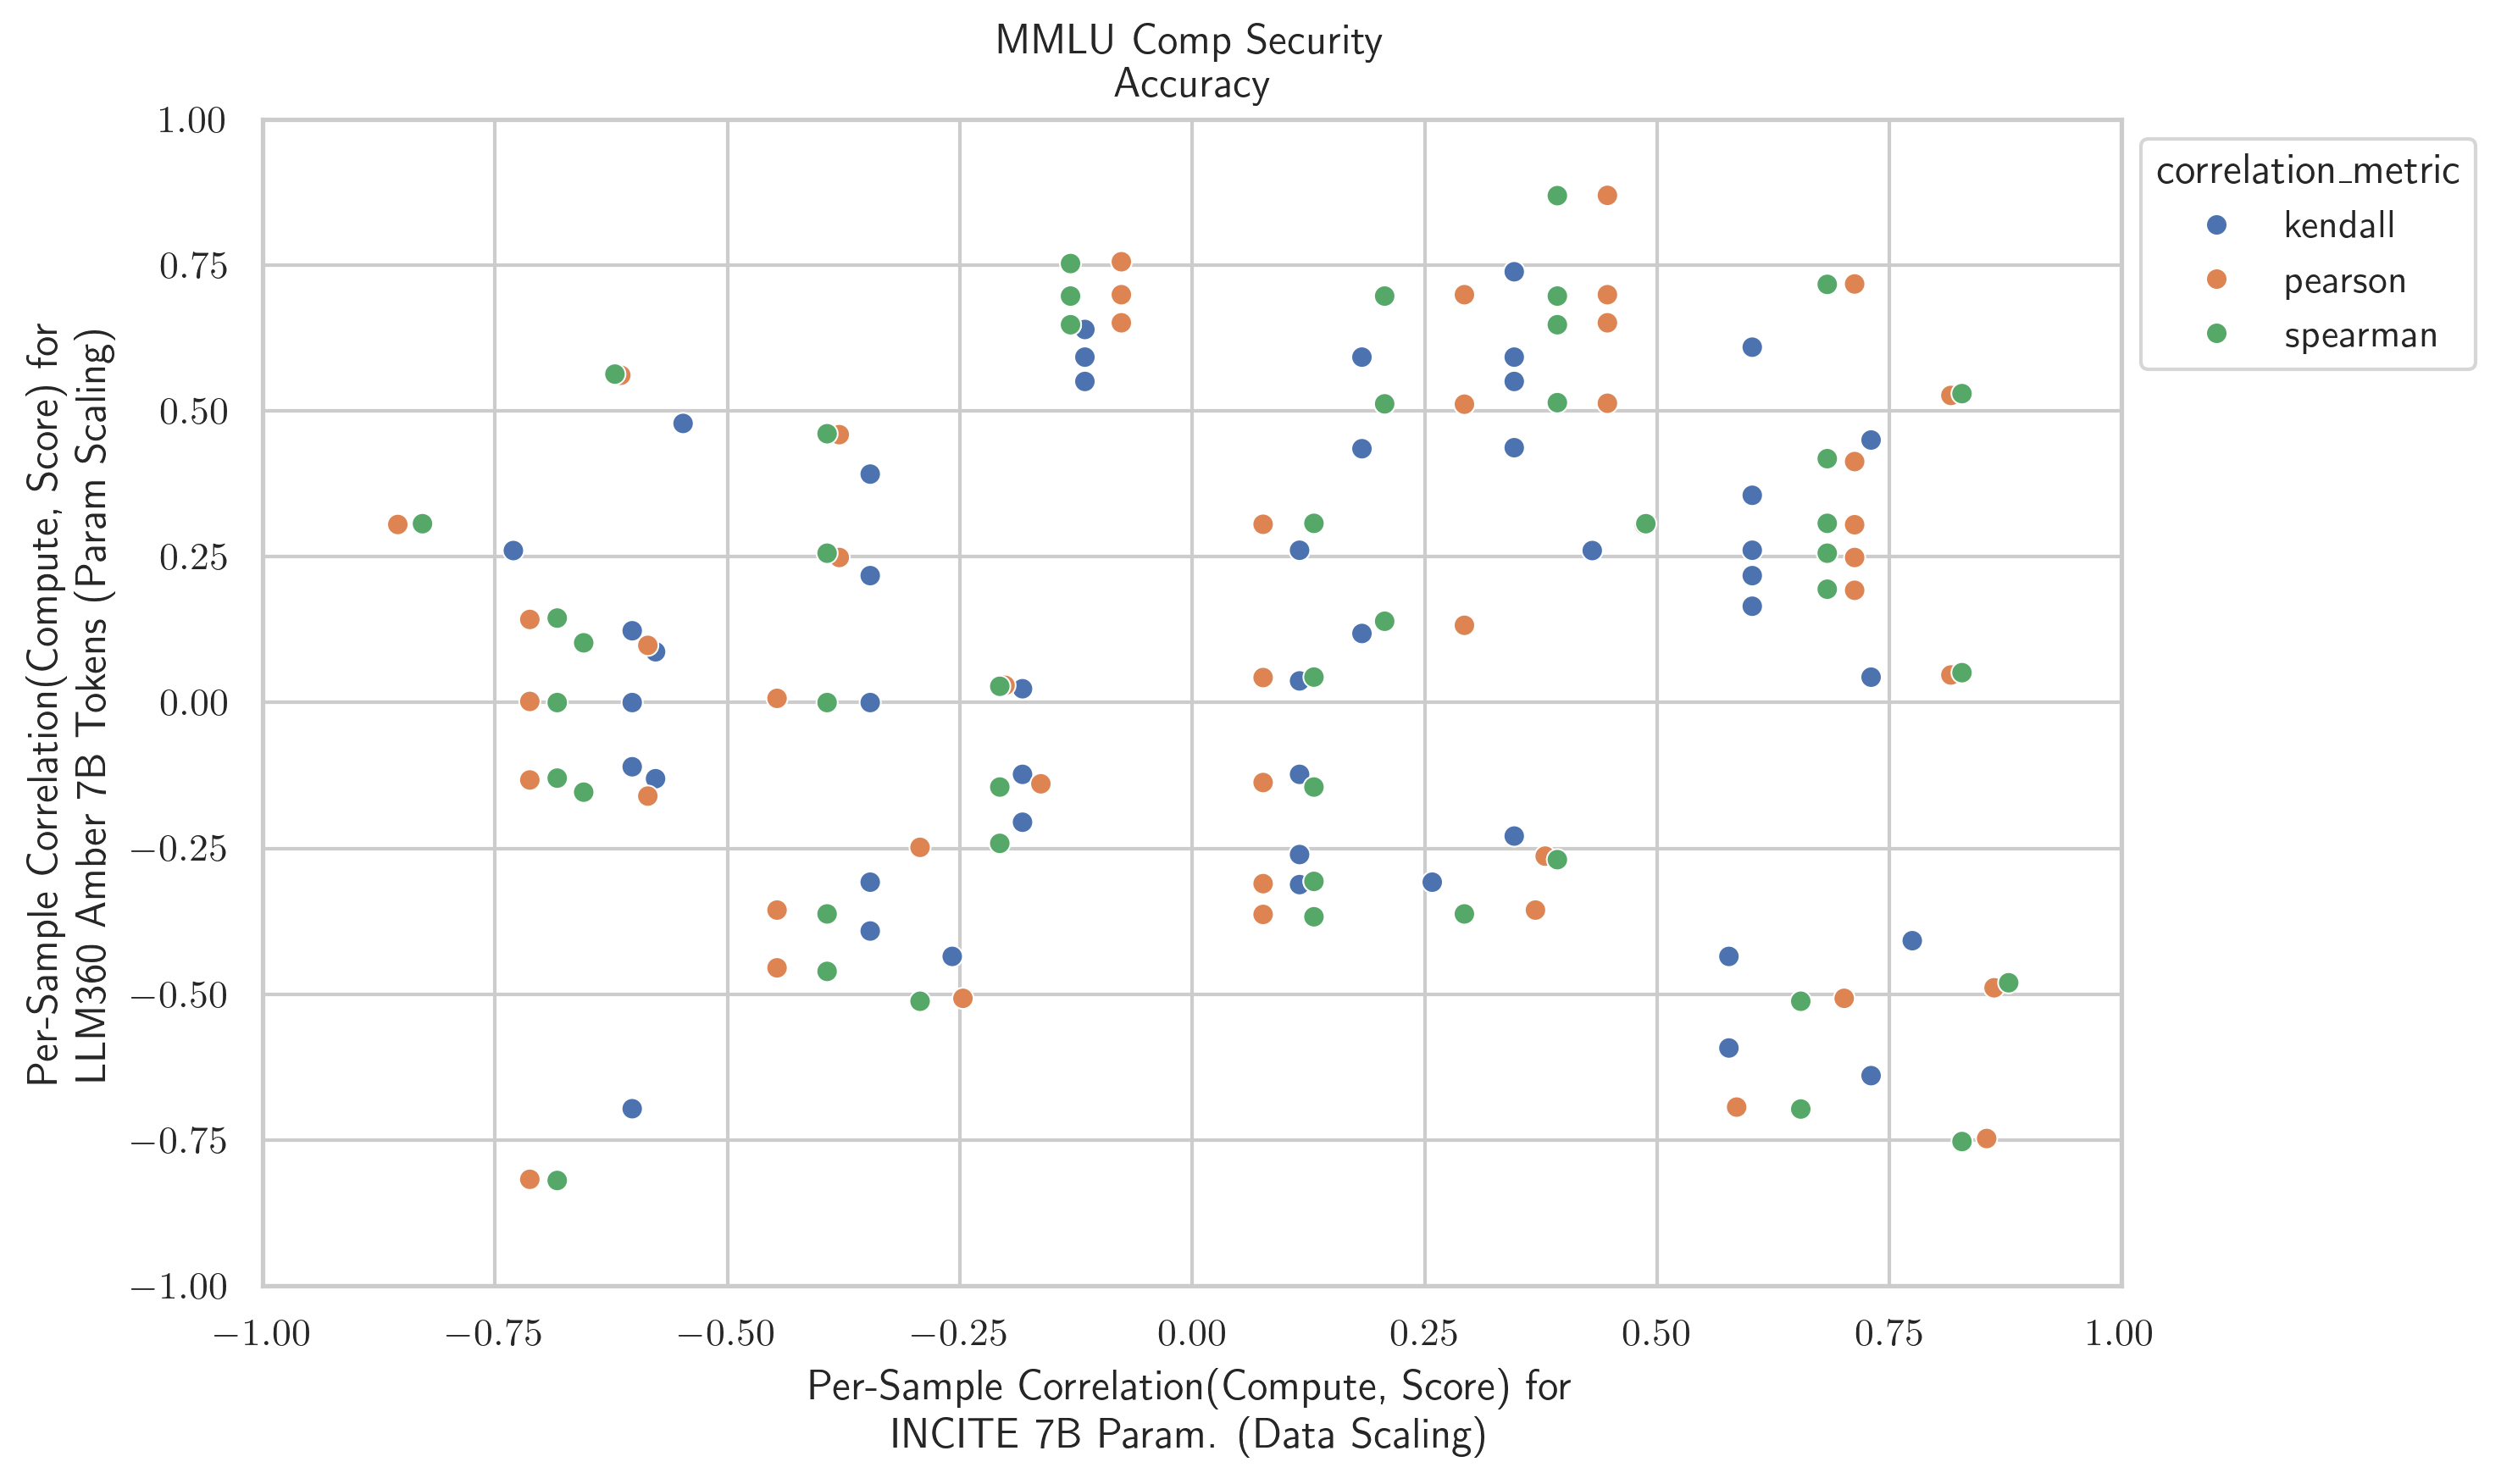 MMLU Comp Security
Accuracy
1.00
0.75
0.50
0.25
0.00
−0.25
−0.50
−0.75
−1.00
Per-Sample Correlation(Compute, Score) for
LLM360 Amber 7B Tokens (Param Scaling)
correlation_metric
kendall
pearson
spearman
−1.00 −0.75 −0.50 −0.25 0.00 0.25 0.50 0.75 1.00
Per-Sample Correlation(Compute, Score) for
INCITE 7B Param. (Data Scaling)